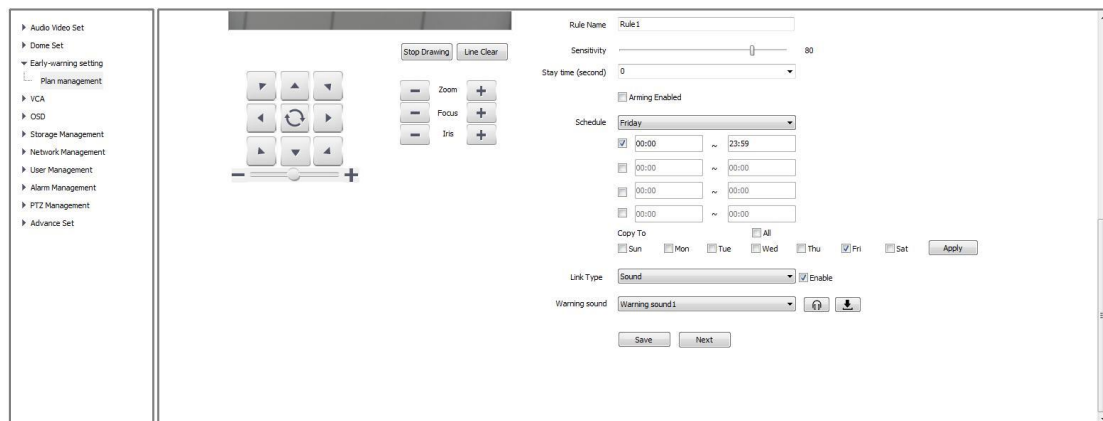 Audio Video Set
Dome Set
Early-warning setting
Plan management
VCA
OSD
Storage Management
Network Management
User Management
Alarm Management
PTZ Management
Advance Set
Stop Drawing Line Clear
Zoom
Focus
Iris
Rule Name Rule1
Sensitivity 80
Stay time (second) 0
Arming Enabled
Schedule Friday
00:00 ~ 23:59
00:00 ~ 00:00
00:00 ~ 00:00
00:00 ~ 00:00
Copy To All
Sun Mon Tue Wed Thu Fri Sat Apply
Link Type Sound Enable
Warning sound Warning sound1
Save Next